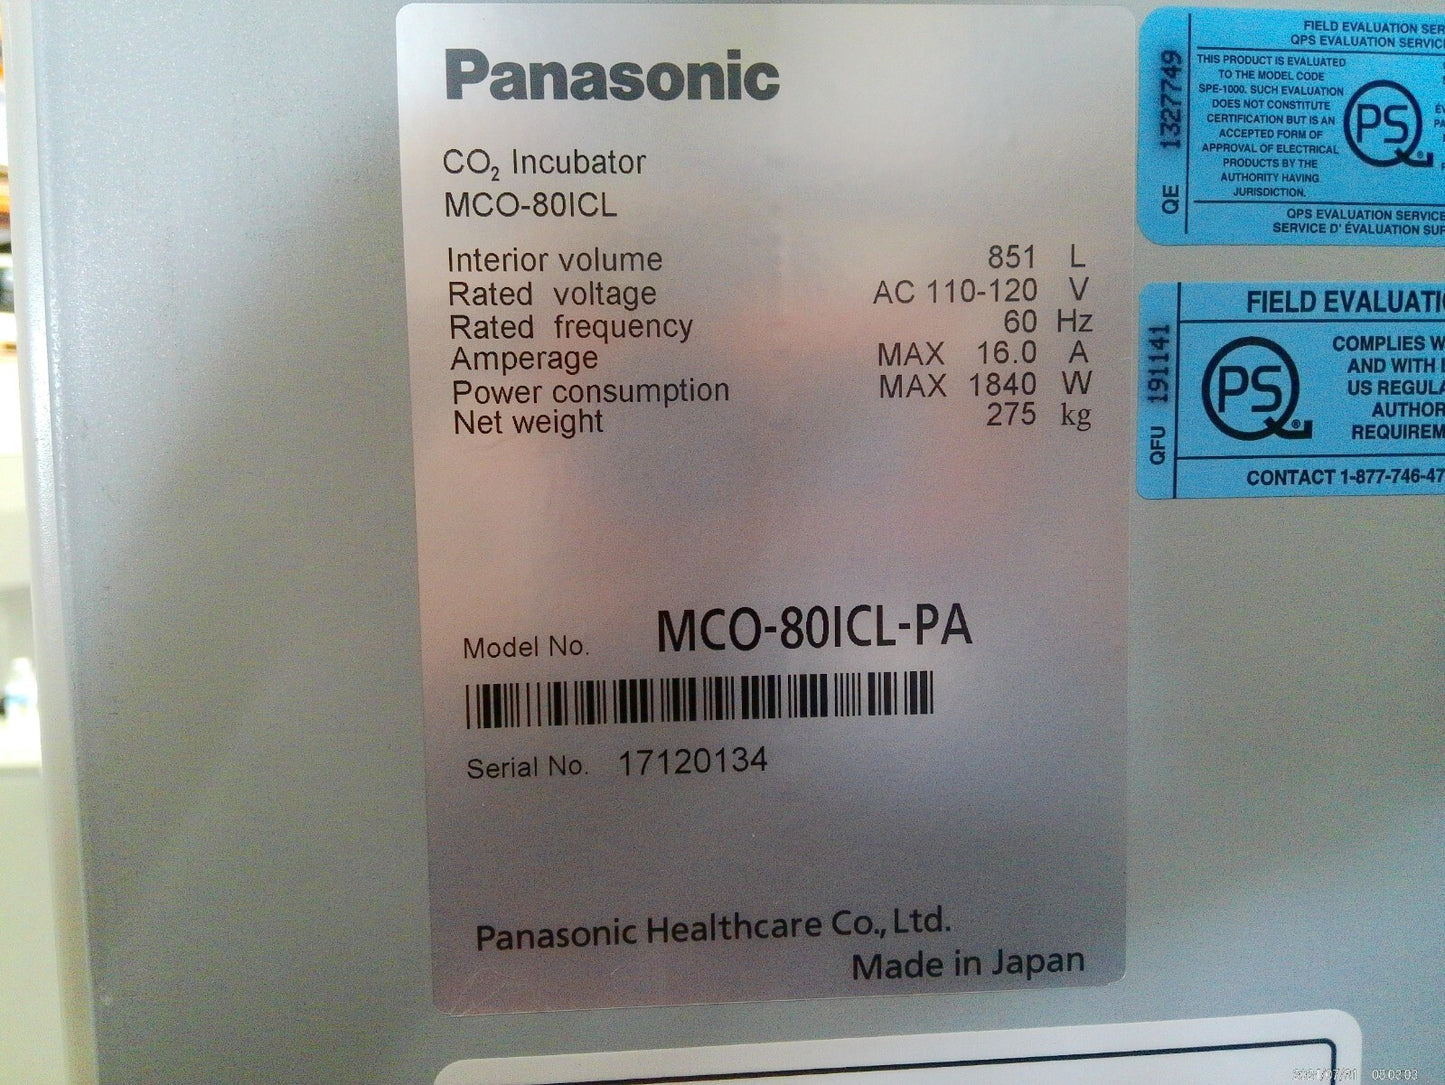 Panasonic
CO₂ Incubator
MCO-80ICL
Interior volume 851 L
Rated voltage AC 110-120 V
Rated frequency 60 Hz
Amperage MAX 16.0 A
Power consumption MAX 1840 W
Net weight 275 kg
Model No. MCO-80ICL-PA
Serial No. 17120134
Panasonic Healthcare Co., Ltd.
Made in Japan
FIELD EVALUATION SER
QPS EVALUATION SERVIC
THIS PRODUCT IS EVALUATED
TO THE MODEL CODE
SPE-1000. SUCH EVALUATION
DOES NOT CONSTITUTE
CERTIFICATION BUT IS AN
ACCEPTED FORM OF
APPROVAL OF ELECTRICAL
PRODUCTS BY THE
AUTHORITY HAVING
JURISDICTION.
QE 1327749
PS ®
QPS EVALUATION SERVICE
SERVICE D' ÉVALUATION SUR
FIELD EVALUATI
QFU 191141
PS ®
COMPLIES W
AND WITH
US REGULA
AUTHOR
REQUIREM
CONTACT 1-877-746-47